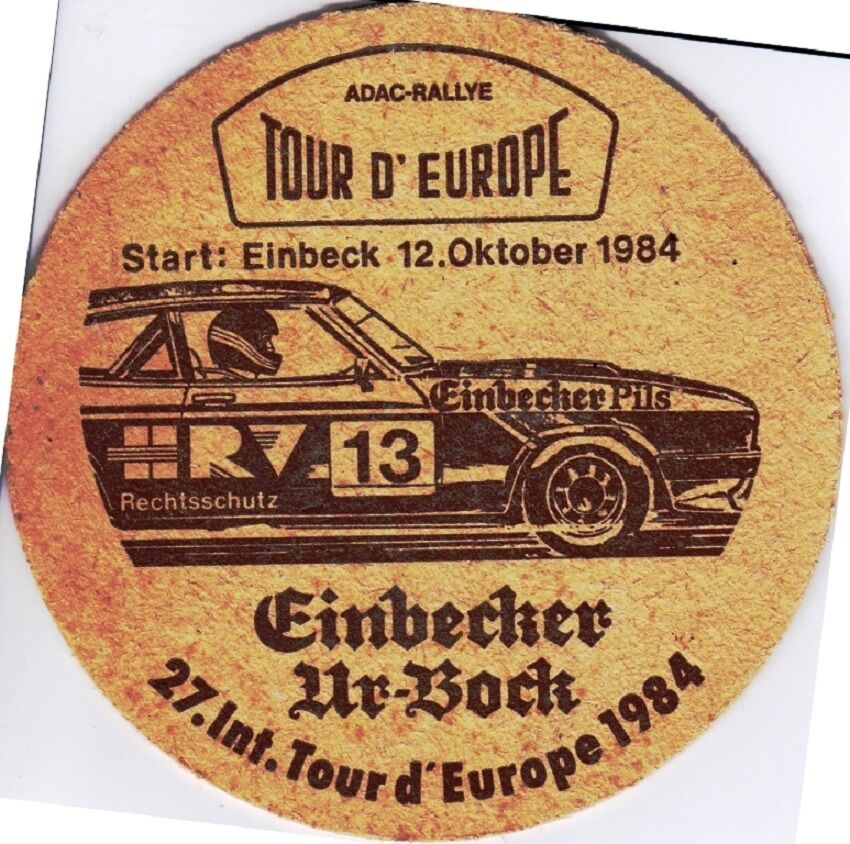 ADAC-RALLYE
TOUR D' EUROPE
Start: Einbeck 12.Oktober 1984
Einbecker Pils
RV
13
Rechtsschutz
Einbecker
Ur-Bock
27.Int.Tour d'Europe 1984